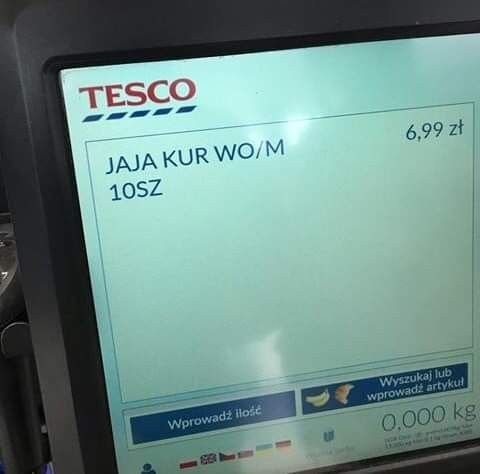 TESCO
JAJA KUR WO/M 6,99 zł
10SZ
Wprowadź ilość
Wyszukaj lub
wprowadź artykuł
0,000 kg